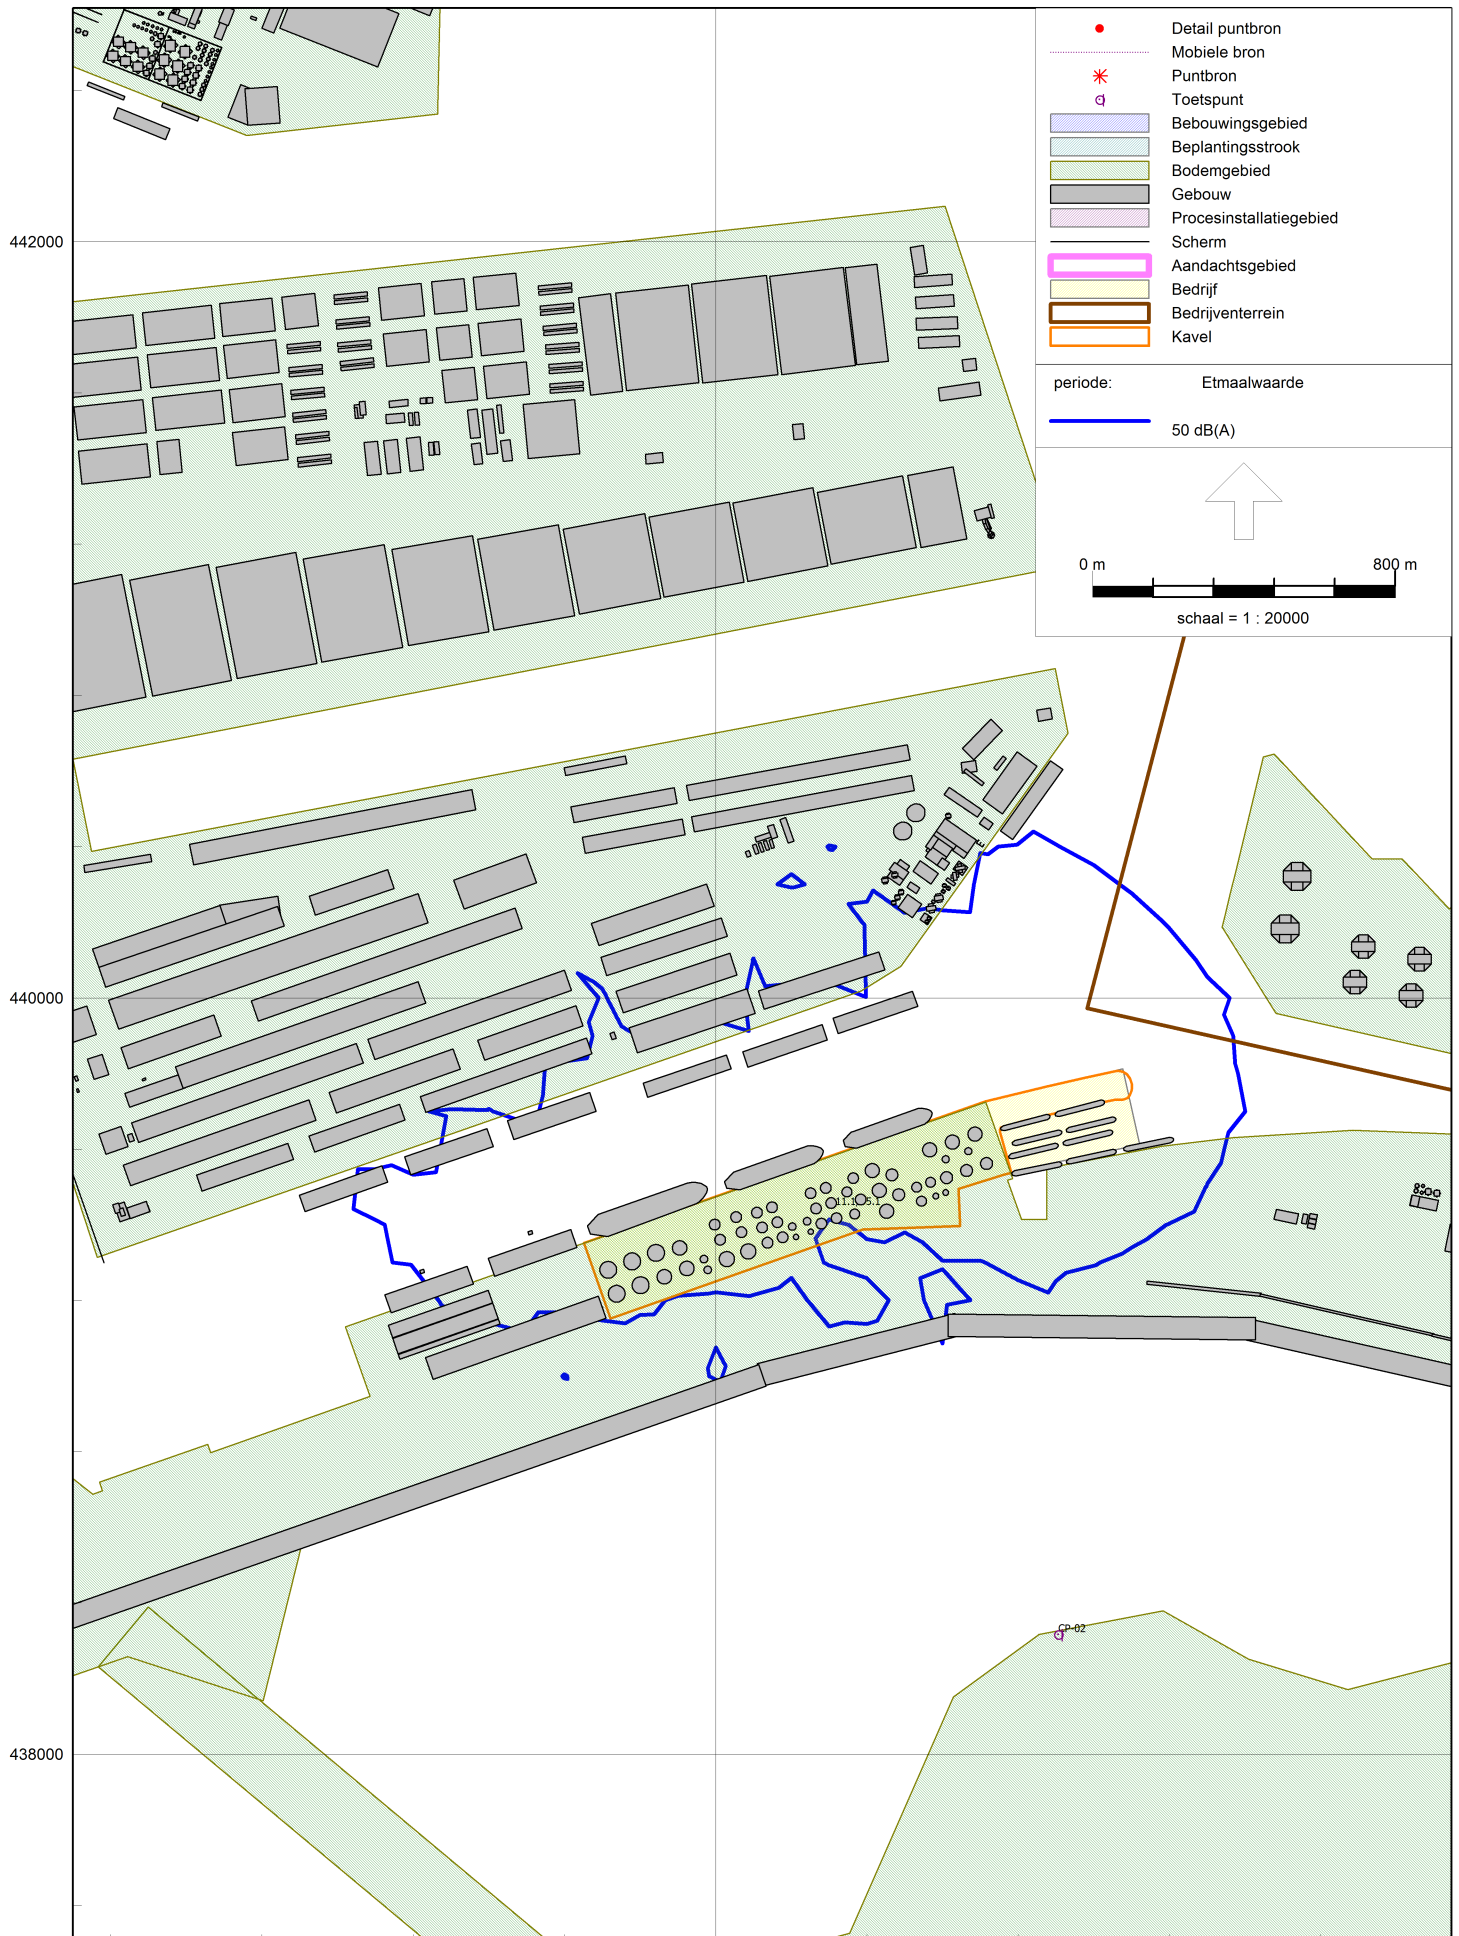 Detail puntbron
Mobiele bron
Puntbron
Toetspunt
Bebouwingsgebied
Beplantingsstrook
Bodemgebied
Gebouw
Procesinstallatiegebied
Scherm
Aandachtsgebied
Bedrijf
Bedrijventerrein
Kavel
periode: Etmaalwaarde
50 dB(A)
0 m 800 m
schaal = 1 : 20000
442000
440000
438000
CP-02